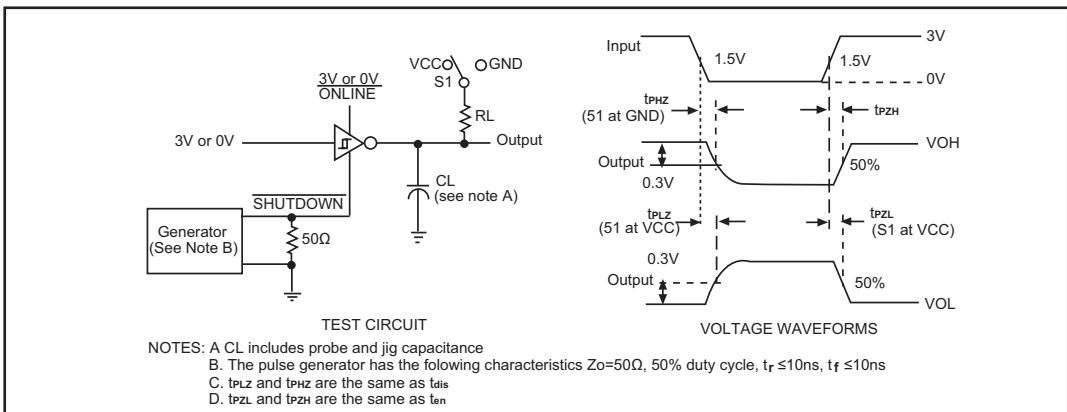 VCC
GND
S1
3V or 0V
ONLINE
RL
3V or 0V
Output
CL
(see note A)
SHUTDOWN
Generator
(See Note B)
50Ω
TEST CIRCUIT
Input
1.5V
1.5V
3V
0V
tPHZ
(51 at GND)
tPZH
Output
0.3V
VOH
50%
tPLZ
(51 at VCC)
tPZL
(S1 at VCC)
0.3V
Output
50%
VOL
VOLTAGE WAVEFORMS
NOTES: A CL includes probe and jig capacitance
B. The pulse generator has the folowing characteristics Zo=50Ω, 50% duty cycle, tr ≤10ns, tf ≤10ns
C. tPLZ and tPHZ are the same as tdis
D. tPZL and tPZH are the same as ten